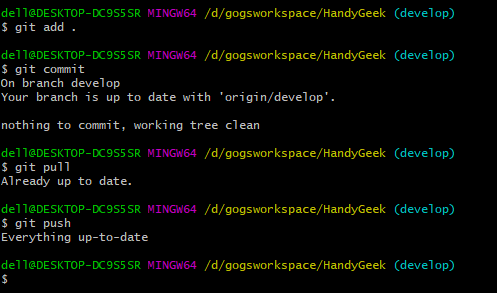 dell@DESKTOP-DC9S5SR MINGW64 /d/gogsworkspace/HandyGeek (develop)
$ git add .
dell@DESKTOP-DC9S5SR MINGW64 /d/gogsworkspace/HandyGeek (develop)
$ git commit
On branch develop
Your branch is up to date with 'origin/develop'.
nothing to commit, working tree clean
dell@DESKTOP-DC9S5SR MINGW64 /d/gogsworkspace/HandyGeek (develop)
$ git pull
Already up to date.
dell@DESKTOP-DC9S5SR MINGW64 /d/gogsworkspace/HandyGeek (develop)
$ git push
Everything up-to-date
dell@DESKTOP-DC9S5SR MINGW64 /d/gogsworkspace/HandyGeek (develop)
$